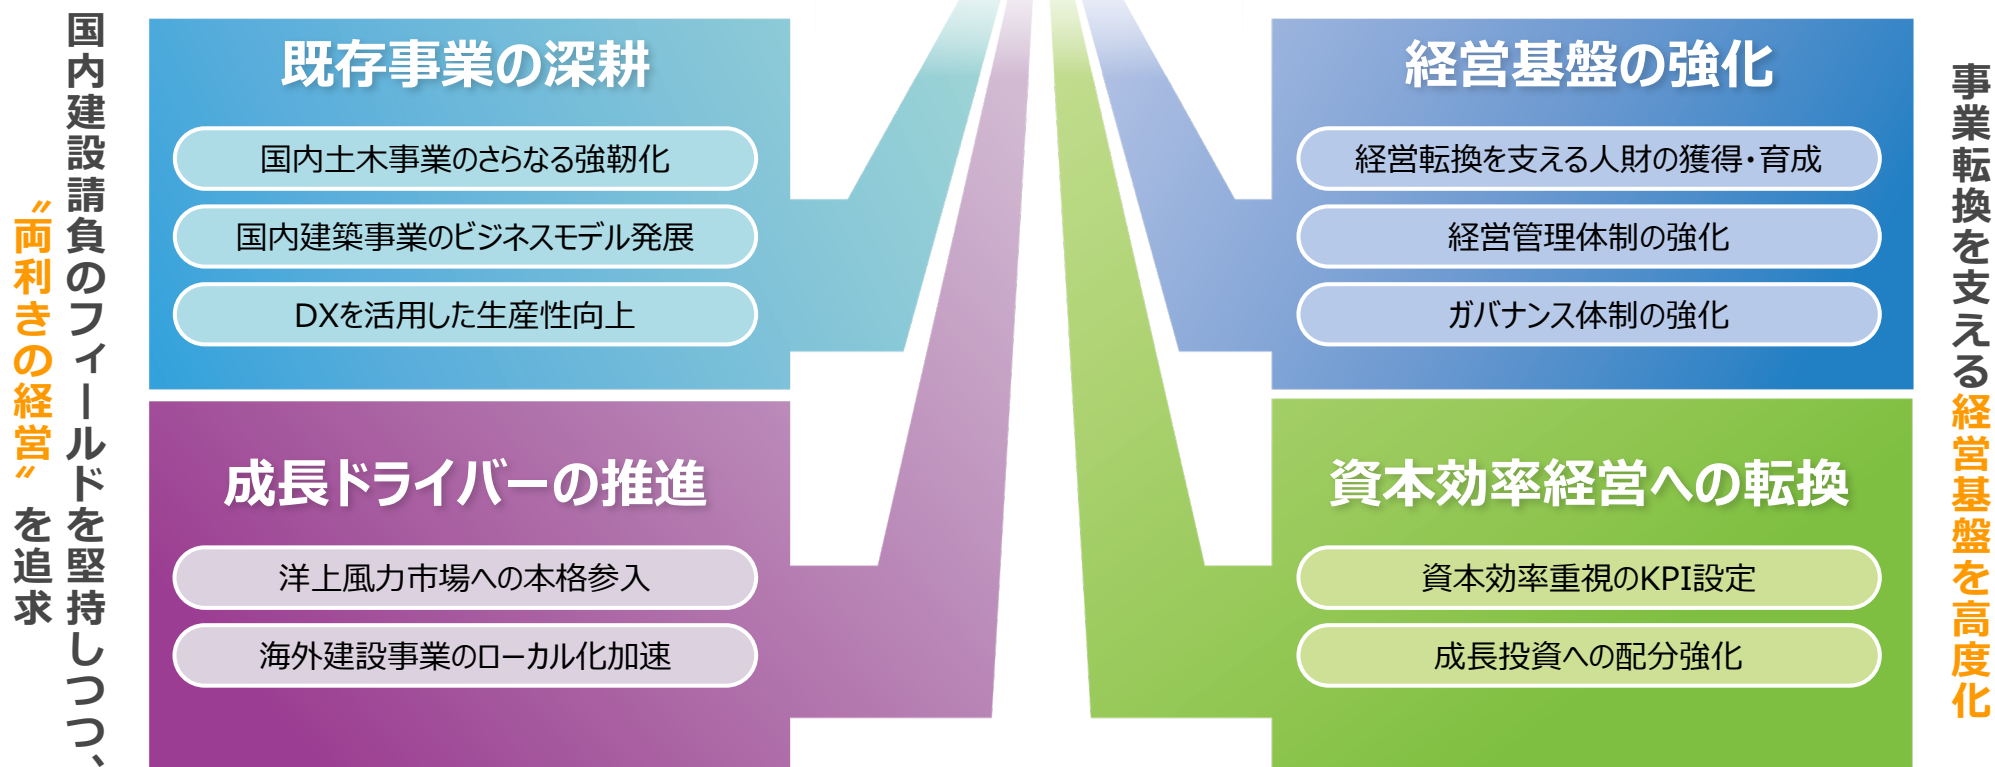 国内建設請負のフィールドを堅持しつつ、
〝両利きの経営〟を追求
既存事業の深耕
国内土木事業のさらなる強靭化
国内建築事業のビジネスモデル発展
DXを活用した生産性向上
成長ドライバーの推進
洋上風力市場への本格参入
海外建設事業のローカル化加速
経営基盤の強化
経営転換を支える人財の獲得・育成
経営管理体制の強化
ガバナンス体制の強化
資本効率経営への転換
資本効率重視のKPI設定
成長投資への配分強化
事業転換を支える経営基盤を高度化